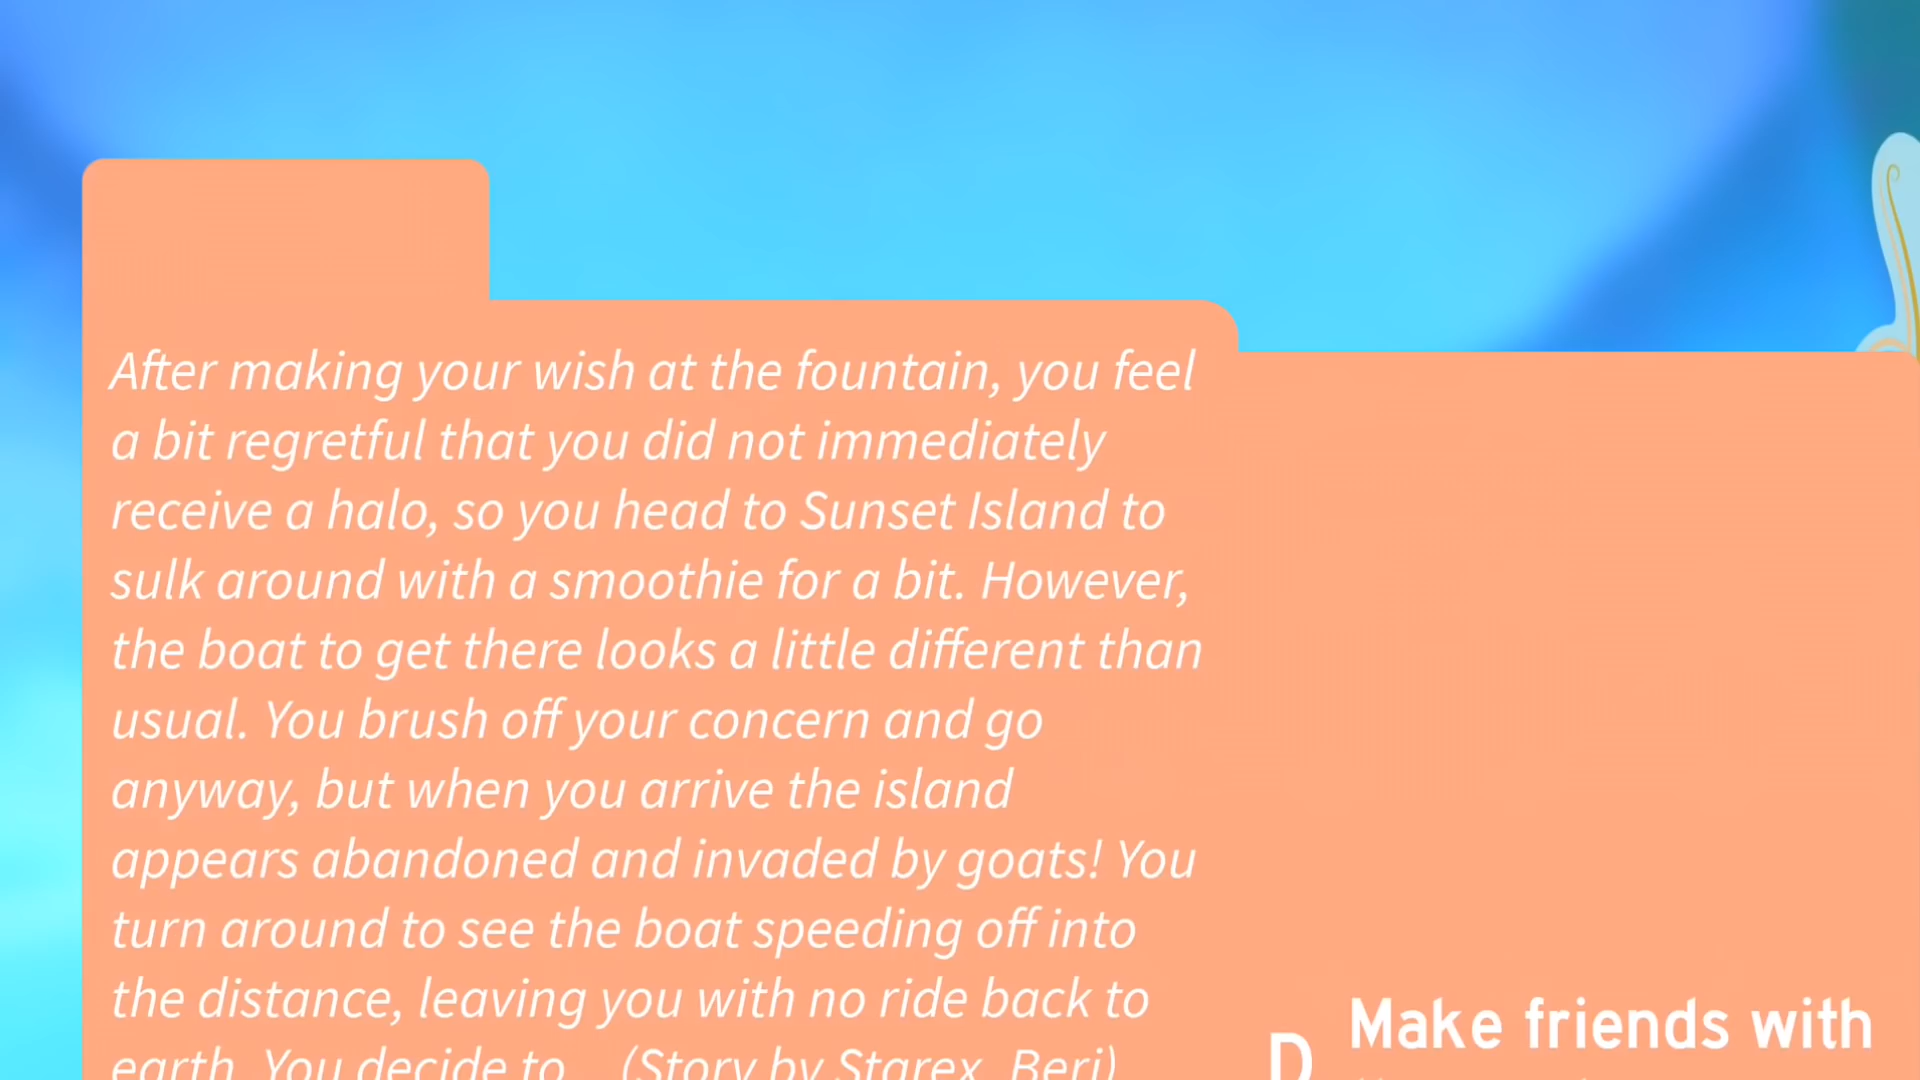 After making your wish at the fountain, you feel
a bit regretful that you did not immediately
receive a halo, so you head to Sunset Island to
sulk around with a smoothie for a bit. However,
the boat to get there looks a little different than
usual. You brush off your concern and go
anyway, but when you arrive the island
appears abandoned and invaded by goats! You
turn around to see the boat speeding off into
the distance, leaving you with no ride back to
earth. You decide to... (Story by Starex_Beri)
D
Make friends with